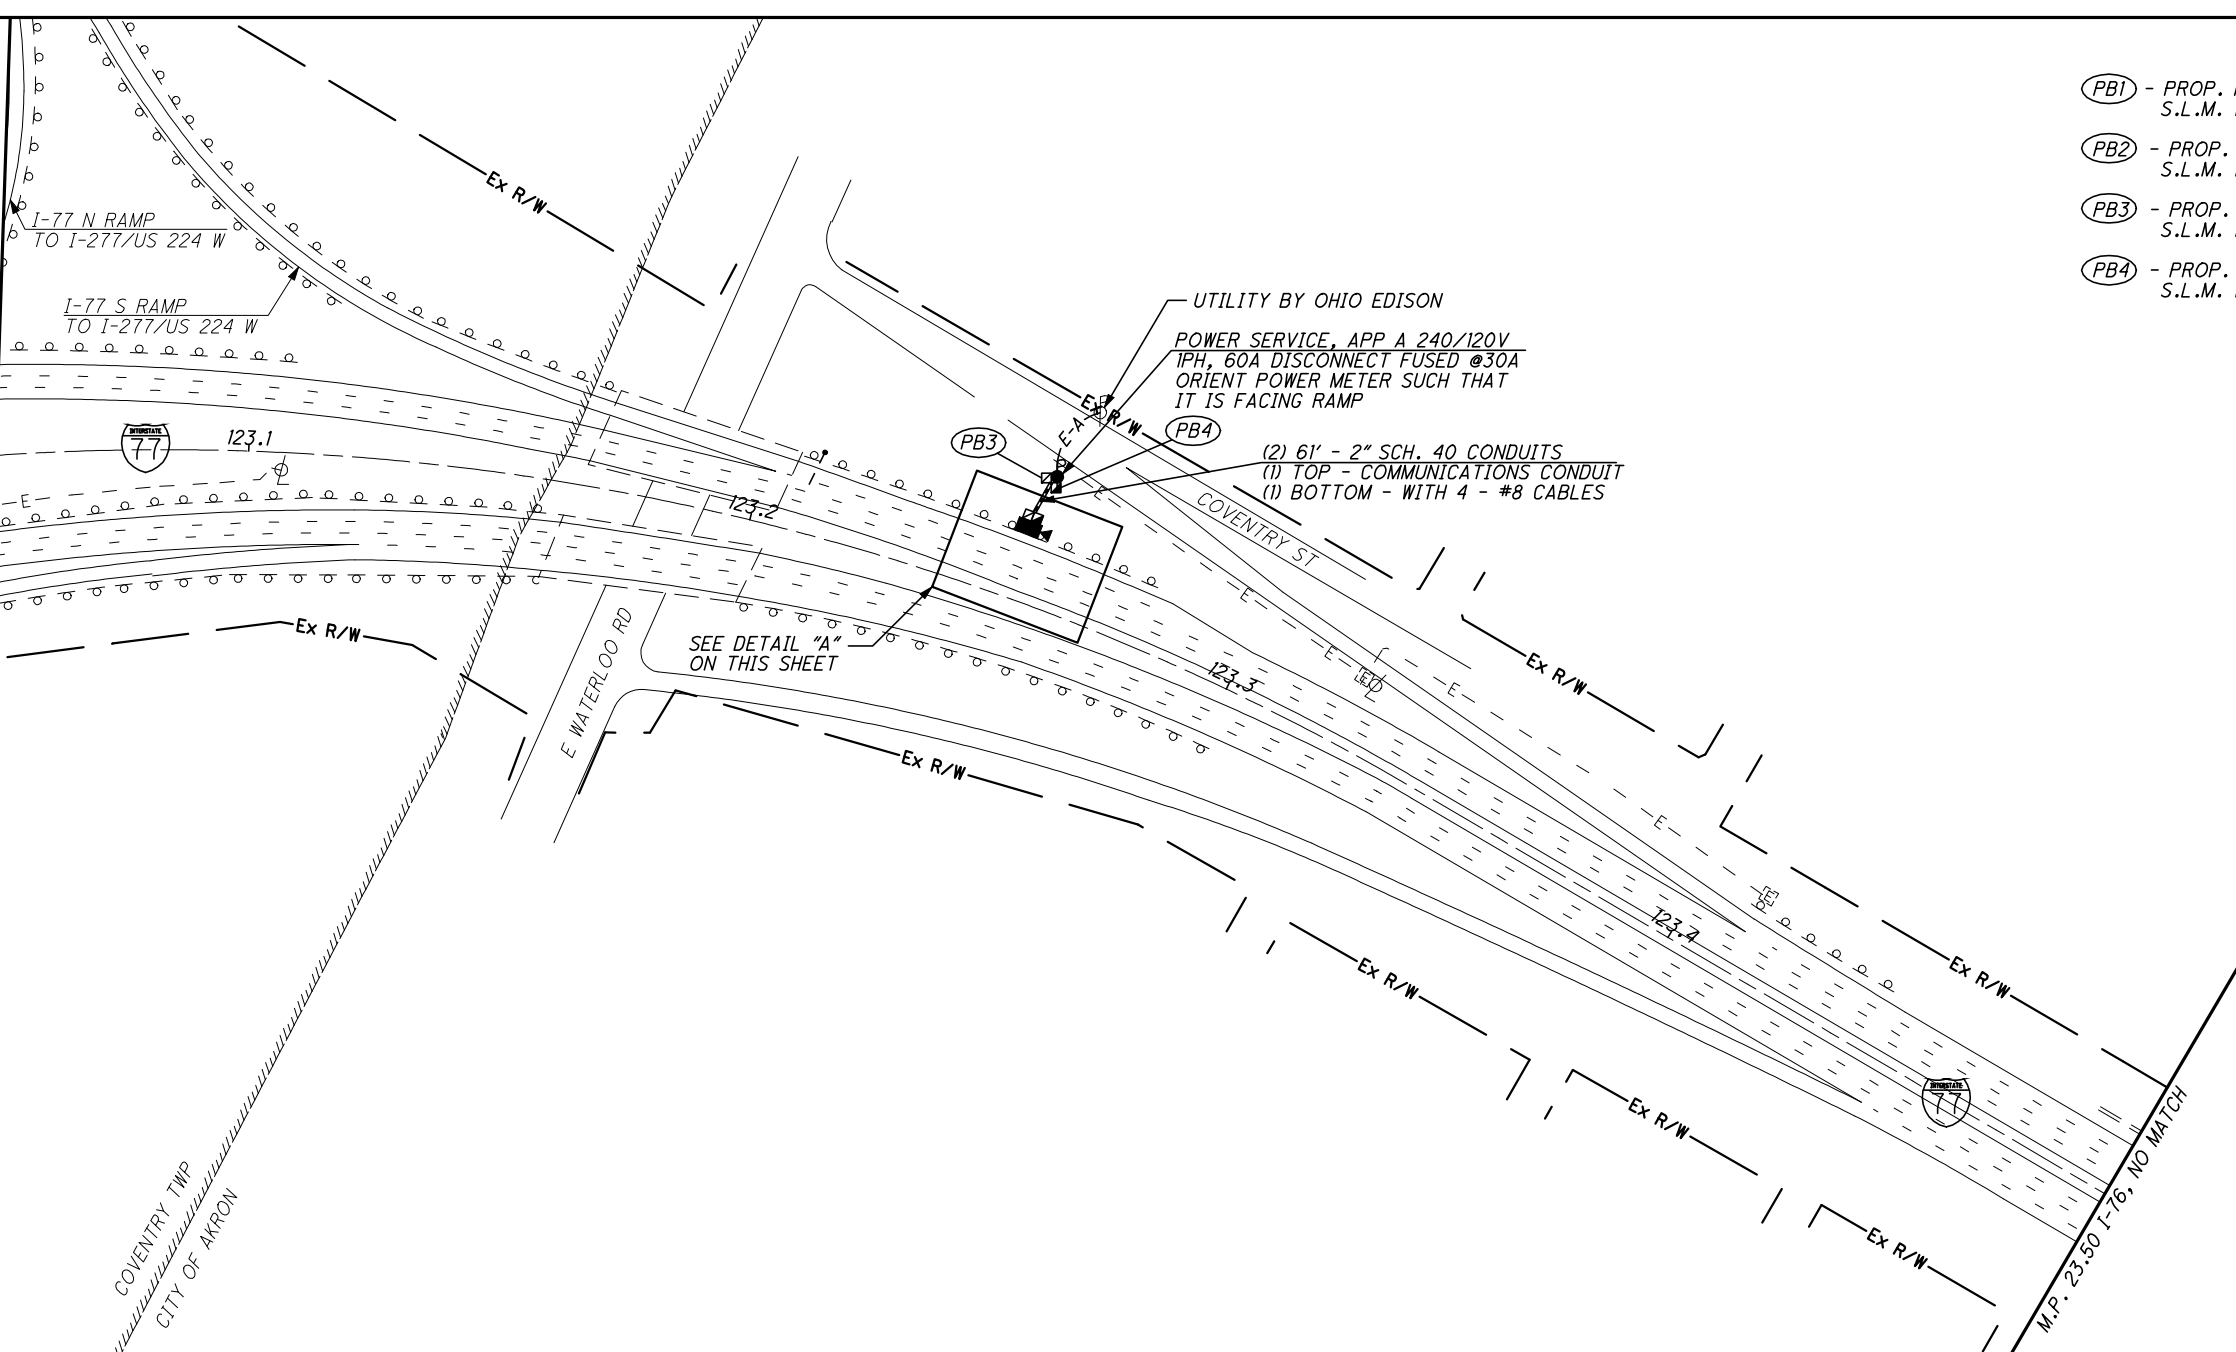 PB1 - PROP.
S.L.M.
PB2 - PROP.
S.L.M.
PB3 - PROP.
S.L.M.
PB4 - PROP.
S.L.M.
Ex R/W
I-77 N RAMP
TO I-277/US 224 W
I-77 S RAMP
TO I-277/US 224 W
UTILITY BY OHIO EDISON
POWER SERVICE, APP A 240/120V
1PH, 60A DISCONNECT FUSED @30A
ORIENT POWER METER SUCH THAT
IT IS FACING RAMP
Ex R/W
E-A
PB3
PB4
(2) 61' - 2" SCH. 40 CONDUITS
(1) TOP - COMMUNICATIONS CONDUIT
(1) BOTTOM - WITH 4 - #8 CABLES
INTERSTATE
77
123.1
E
123.2
E
COVENTRY ST
E
Ex R/W
E WATERLOO RD
SEE DETAIL "A"
ON THIS SHEET
E
E
E
123.3
Ex R/W
Ex R/W
E
E
123.4
Ex R/W
Ex R/W
INTERSTATE
77
Ex R/W
Ex R/W
COVENTRY TWP
CITY OF AKRON
M.P. 23.50 I-76, NO MATCH